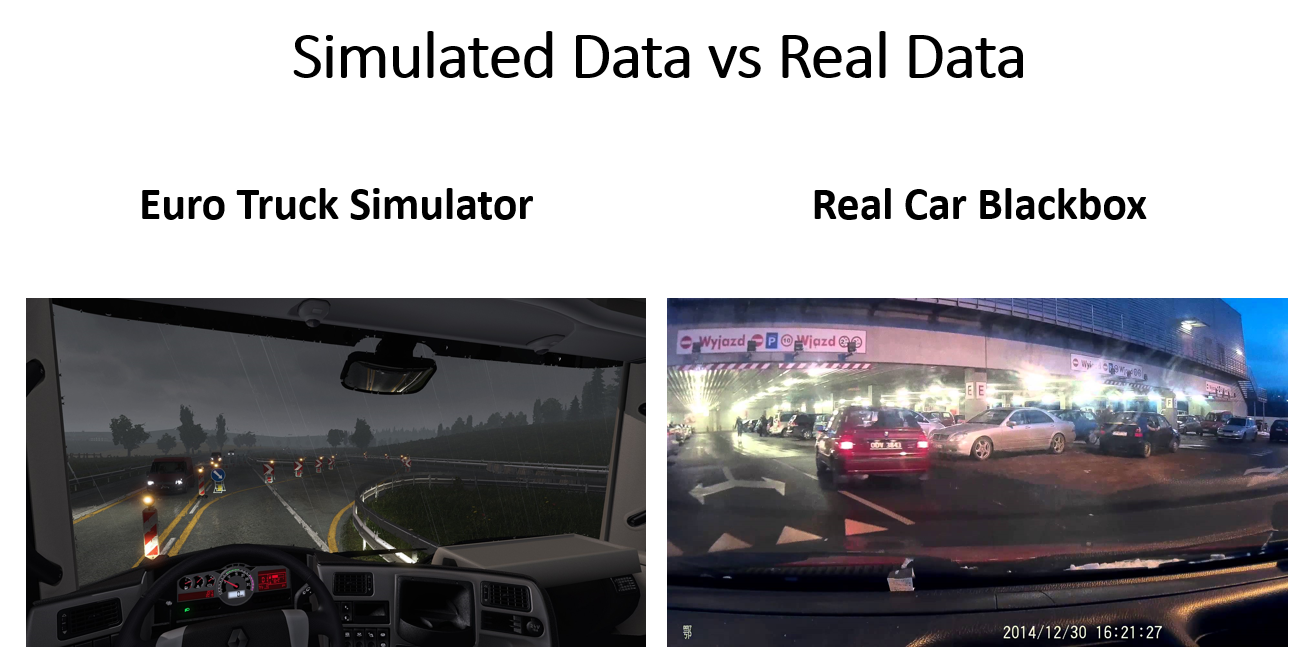 Simulated Data vs Real Data
Euro Truck Simulator
Real Car Blackbox
Wyjazd P 10 Wjazd
E E
F
2014/12/30 16:21:27